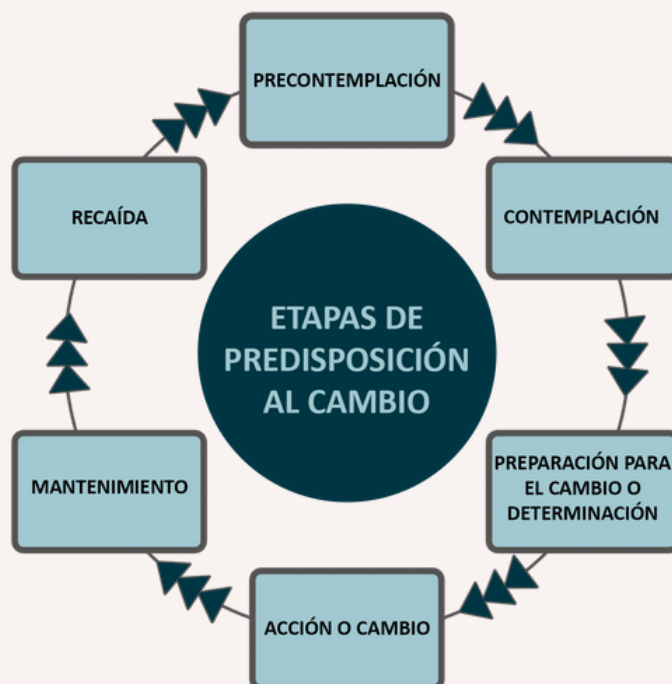 PRECONTEMPLACIÓN
CONTEMPLACIÓN
PREPARACIÓN PARA
EL CAMBIO O
DETERMINACIÓN
ACCIÓN O CAMBIO
MANTENIMIENTO
RECAÍDA
ETAPAS DE
PREDISPOSICIÓN
AL CAMBIO